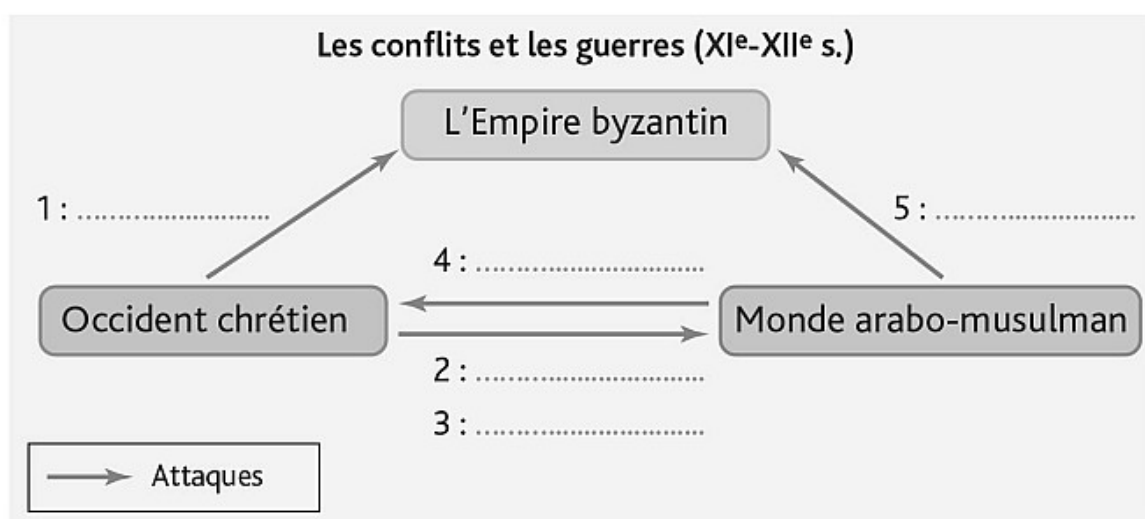 Les conflits et les guerres (XIe-XIIe s.)
L'Empire byzantin
1 : ............................
5 : ............................
4 : ................................
Occident chrétien
Monde arabo-musulman
2 : ................................
3 : ................................
Attaques